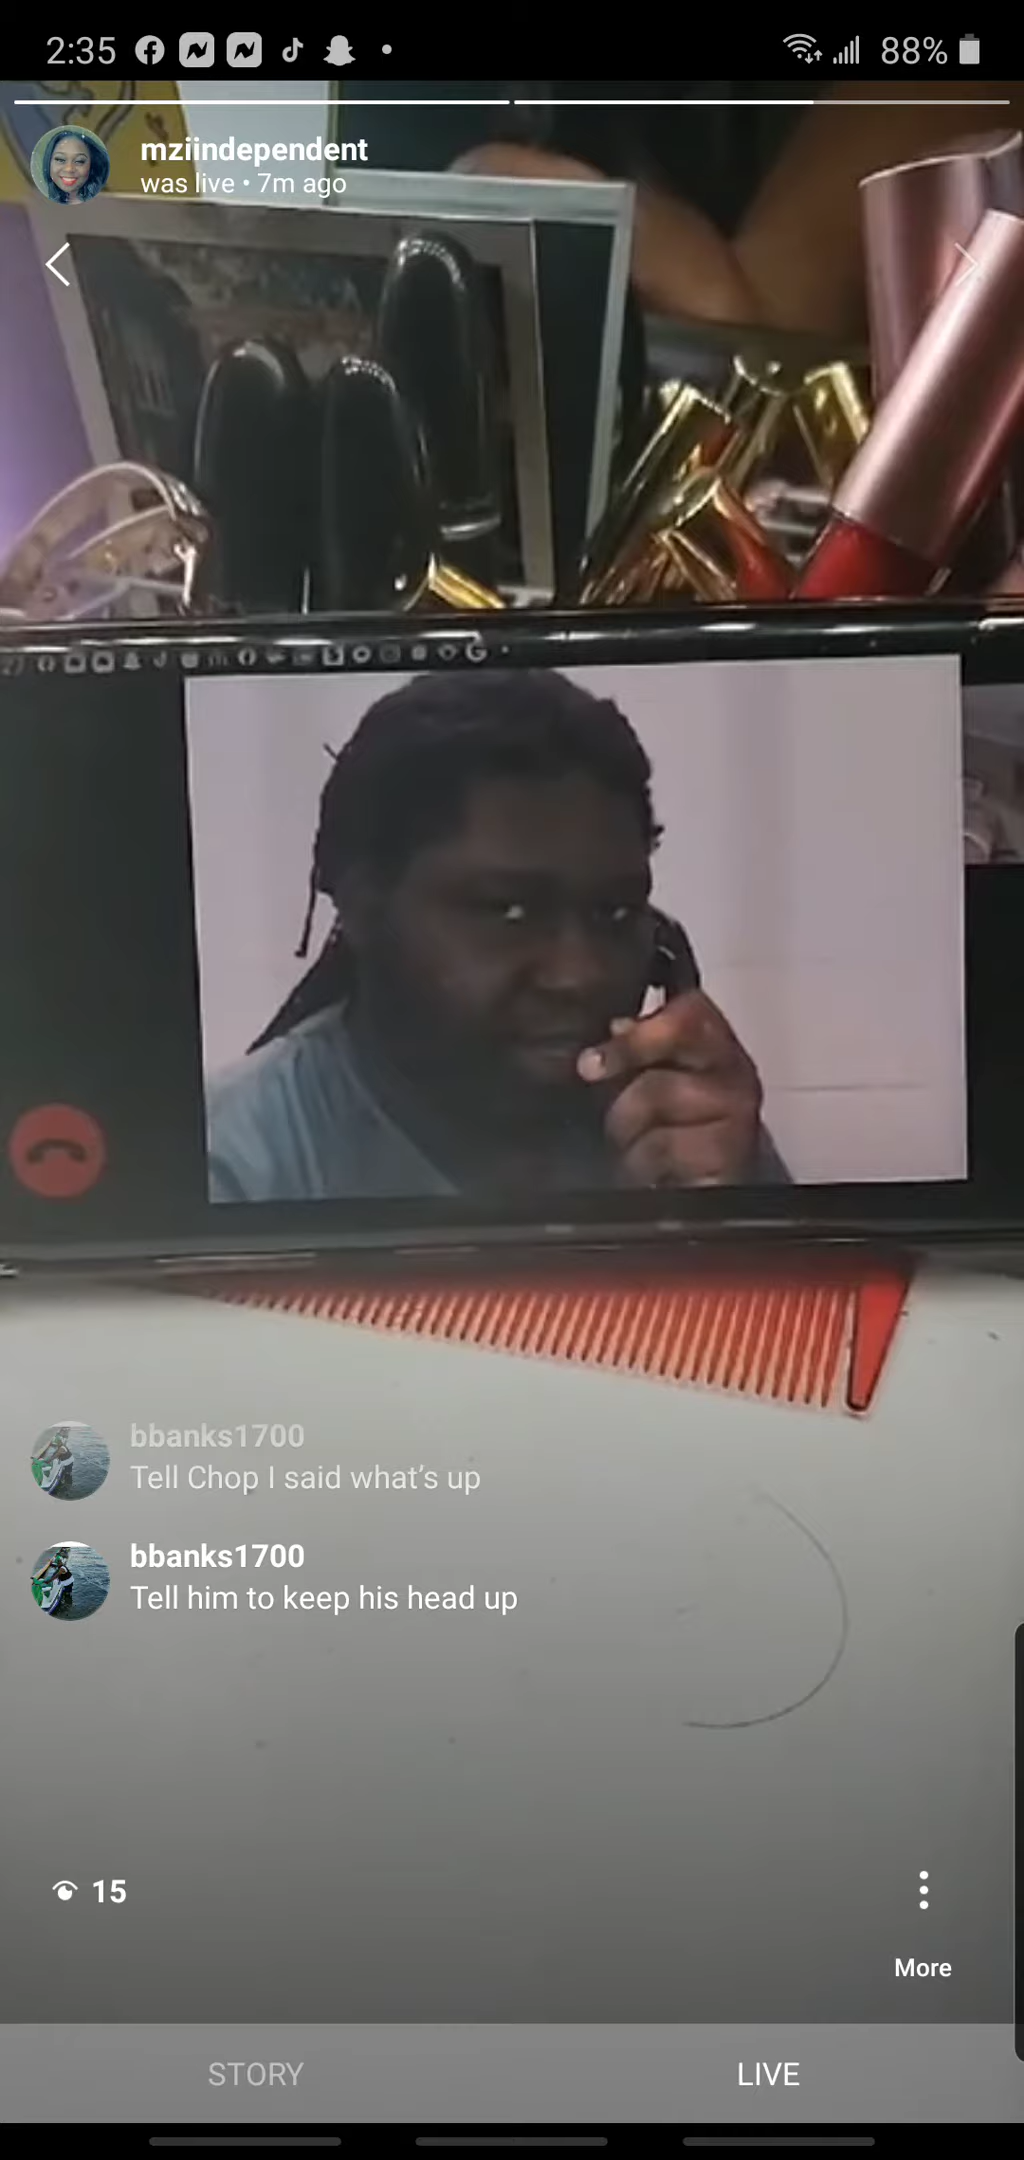 2:35
88%
mziindependent
was live • 7m ago
bbanks1700
Tell Chop I said what's up
bbanks1700
Tell him to keep his head up
15
More
STORY
LIVE